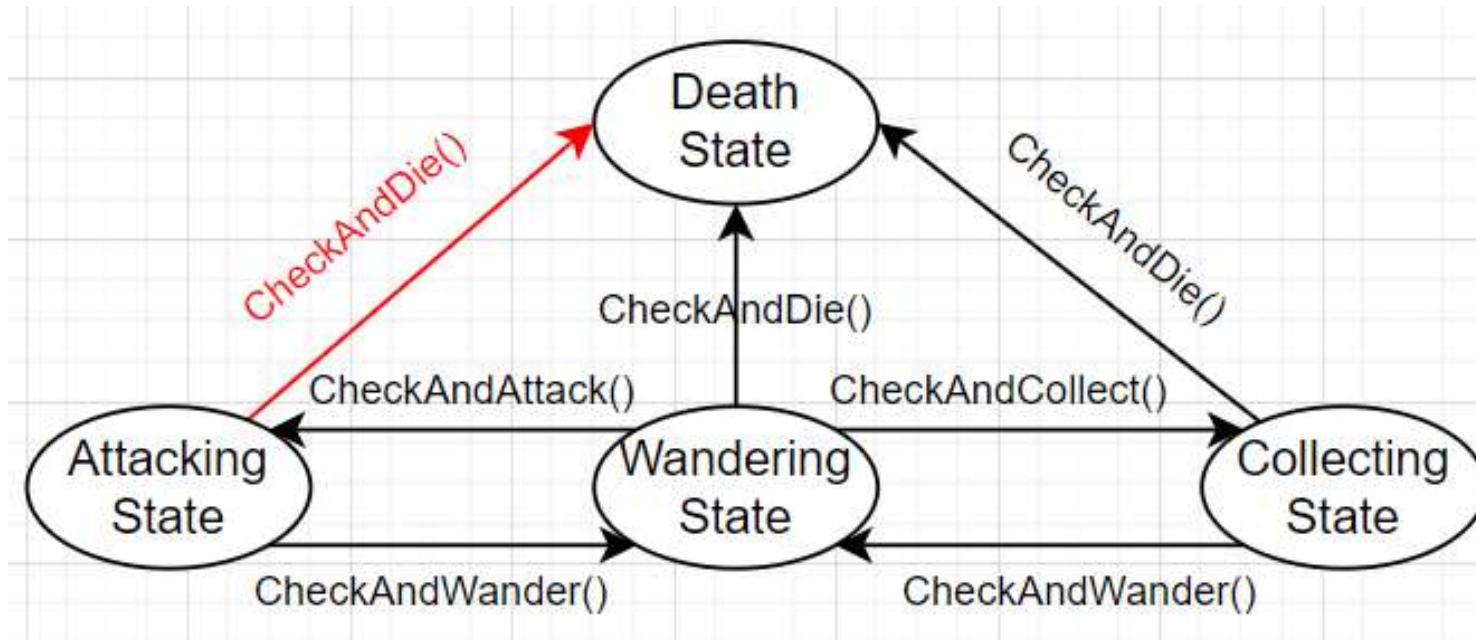 Death
State
CheckAndDie()
CheckAndDie()
CheckAndDie()
CheckAndAttack()
CheckAndCollect()
Attacking
State
Wandering
State
Collecting
State
CheckAndWander()
CheckAndWander()